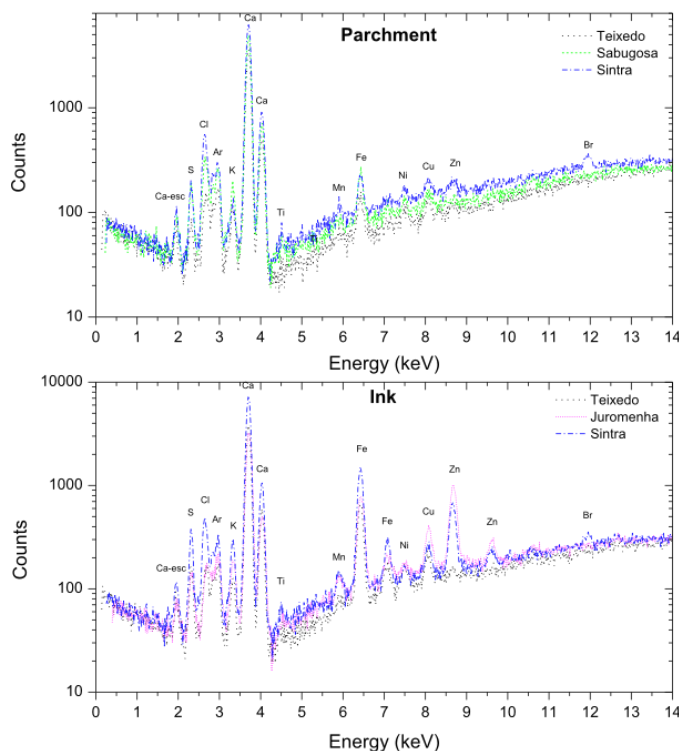 Parchment
Teixedo
Sabugosa
Sintra
Ca
Ca
Cl
Ar
S
K
Ca-esc
Ti
Mn
Fe
Ni
Cu
Zn
Br
1000
100
10
Counts
0 1 2 3 4 5 6 7 8 9 10 11 12 13 14
Energy (keV)
Ink
Teixedo
Juromenha
Sintra
Ca
Ca
S
Cl
Ar
K
Ca-esc
Ti
Mn
Fe
Fe
Ni
Cu
Zn
Zn
Br
10000
1000
100
10
Counts
0 1 2 3 4 5 6 7 8 9 10 11 12 13 14
Energy (keV)